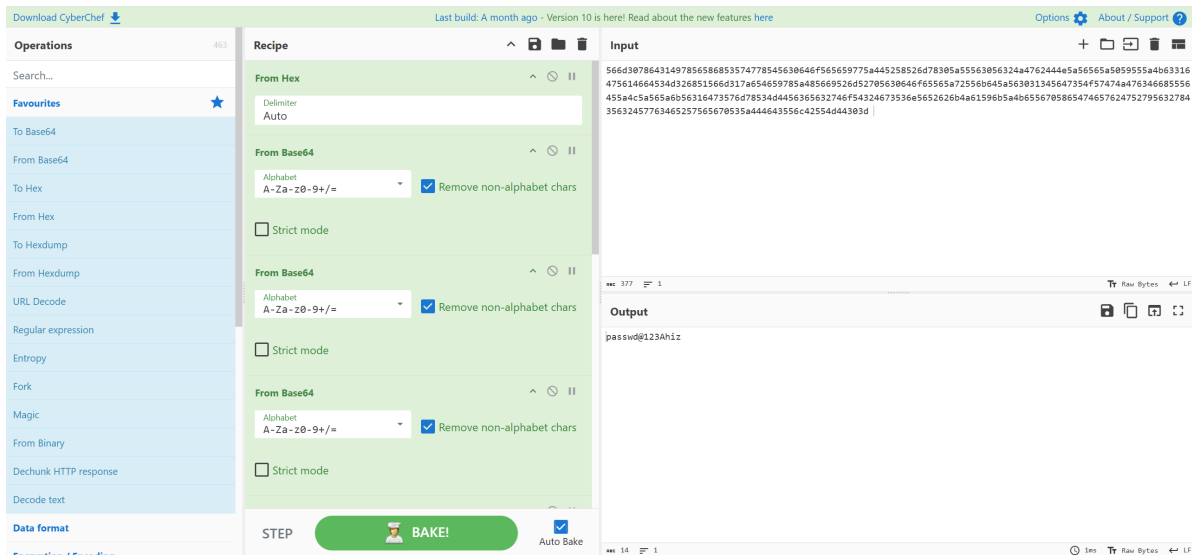 Download CyberChef
Last build: A month ago - Version 10 is here! Read about the new features here
Options
About / Support
Operations
463
Search...
Favourites
To Base64
From Base64
To Hex
From Hex
To Hexdump
From Hexdump
URL Decode
Regular expression
Entropy
Fork
Magic
From Binary
Dechunk HTTP response
Decode text
Data format
Recipe
From Hex
Delimiter
Auto
From Base64
Alphabet
A-Za-z0-9+/=
Remove non-alphabet chars
Strict mode
From Base64
Alphabet
A-Za-z0-9+/=
Remove non-alphabet chars
Strict mode
From Base64
Alphabet
A-Za-z0-9+/=
Remove non-alphabet chars
Strict mode
STEP
BAKE!
Auto Bake
Input
566d30786431497856586853574778545630646f565659775a445258526d78305a55563056324a4762444e5a56565a5059555a4b63316
475614664534d326851566d317a654659785a485669526d52705630646f65565a72556b645a563031345647354f57474a476346685556
455a4c5a565a6b56316473576d78534d4456365632746f54324673536e5652626b4a61596b5a4b65567058654746576247527956327 84
35632457763465257565670535a444643556c42554d44303d
377
1
Raw Bytes
LF
Output
passwd@123Ahiz
14
1
1ms
Raw Bytes
LF